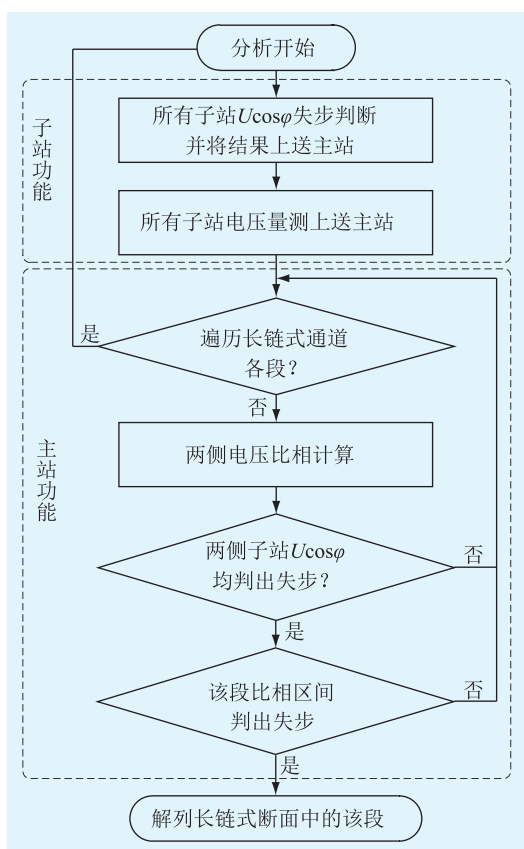 分析开始
子站功能
所有子站Ucosφ失步判断
并将结果上送主站
所有子站电压量测上送主站
主站功能
是
遍历长链式通道
各段？
否
两侧电压比相计算
两侧子站Ucosφ
均判出失步？
否
是
该段比相区间
判出失步
否
是
解列长链式断面中的该段